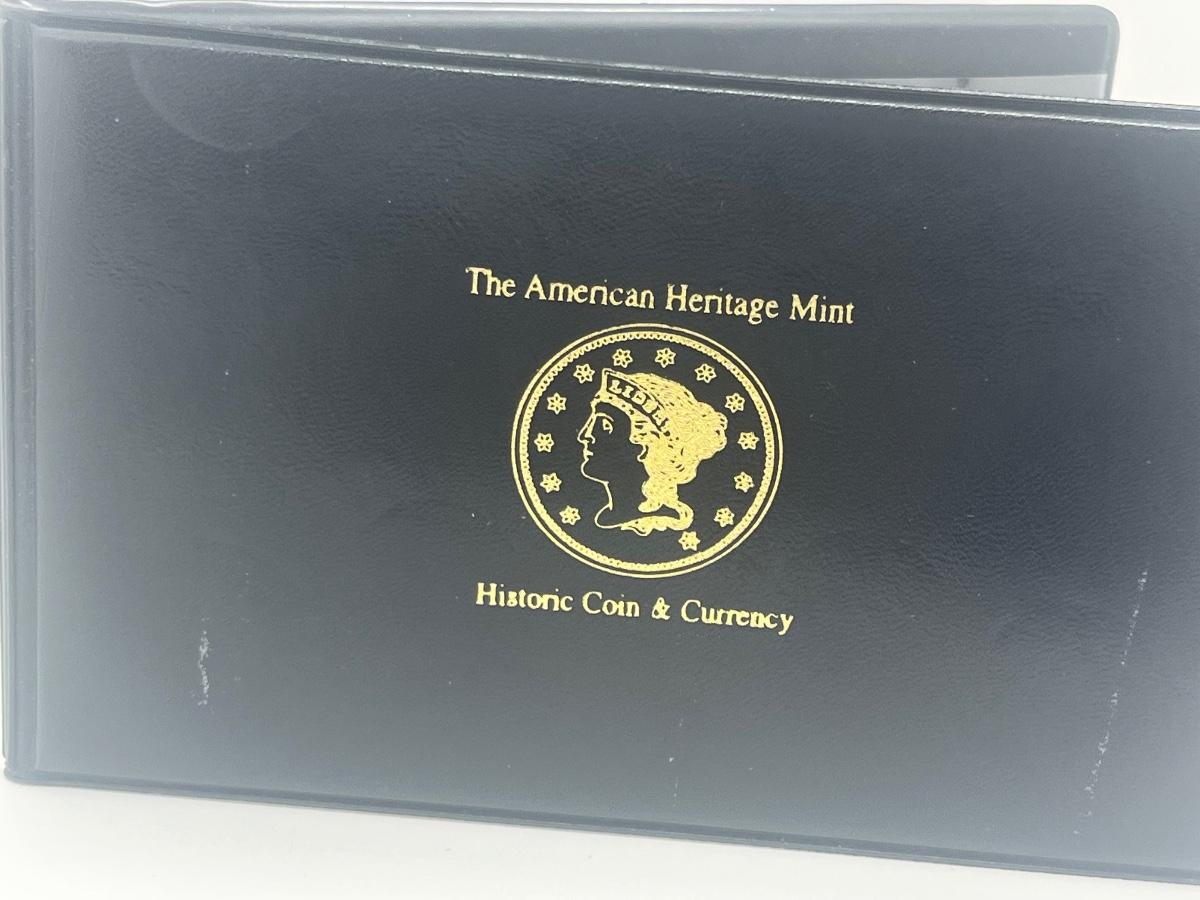 The American Heritage Mint
LIBERTY
Historic Coin & Currency